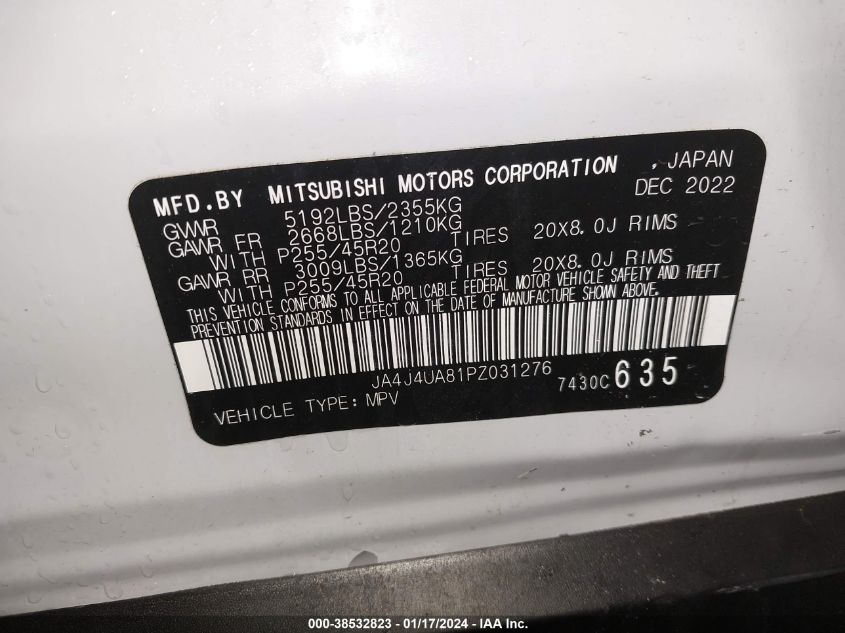 MFD.BY MITSUBISHI MOTORS CORPORATION , JAPAN
DEC 2022
GVWR 5192LBS/2355KG
GAWR FR 2668LBS/1210KG
WITH P255/45R20 TIRES 20X8.0J RIMS
GAWR RR 3009LBS/1365KG
WITH P255/45R20 TIRES 20X8.0J RIMS
THIS VEHICLE CONFORMS TO ALL APPLICABLE FEDERAL MOTOR VEHICLE SAFETY AND THEFT
PREVENTION STANDARDS IN EFFECT ON THE DATE OF MANUFACTURE SHOWN ABOVE.
JA4J4UA81PZ031276
7430C 635
VEHICLE TYPE: MPV
000-38532823 - 01/17/2024 - IAA Inc.